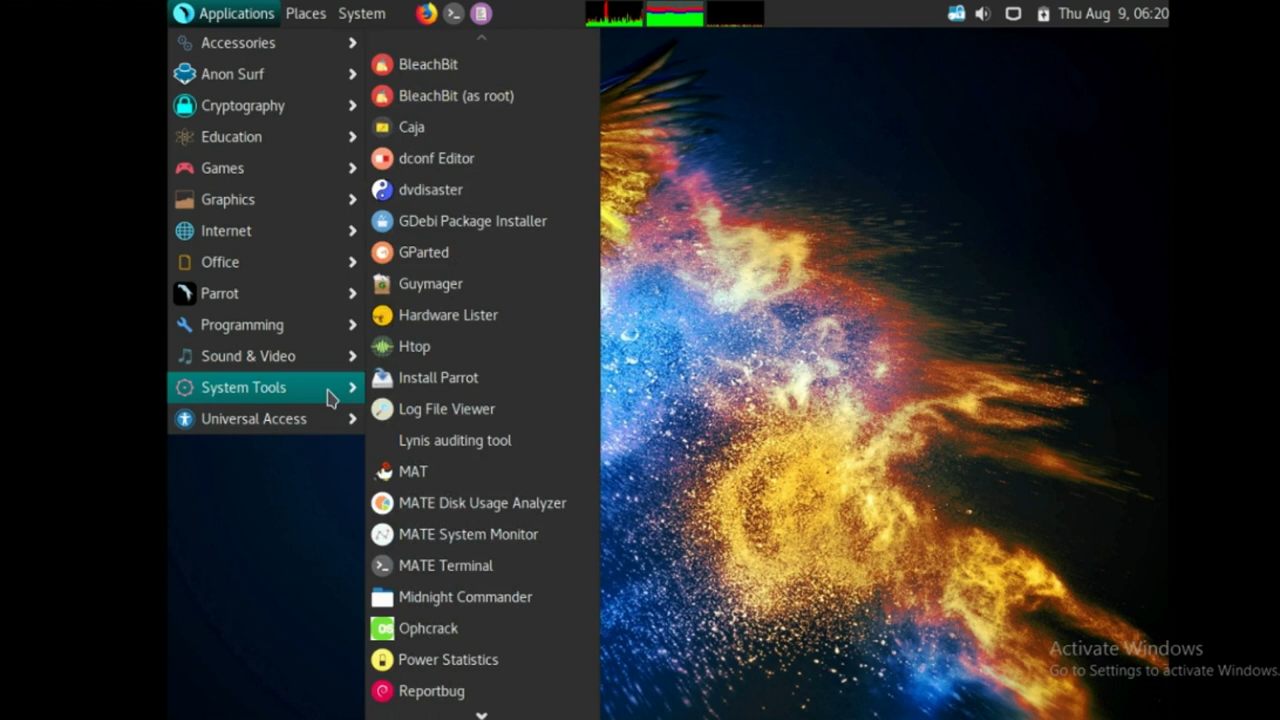 Applications Places System Thu Aug 9, 06:20
Accessories
Anon Surf
Cryptography
Education
Games
Graphics
Internet
Office
Parrot
Programming
Sound & Video
System Tools
Universal Access
BleachBit
BleachBit (as root)
Caja
dconf Editor
dvdisaster
GDebi Package Installer
GParted
Guymager
Hardware Lister
Htop
Install Parrot
Log File Viewer
Lynis auditing tool
MAT
MATE Disk Usage Analyzer
MATE System Monitor
MATE Terminal
Midnight Commander
OS
Ophcrack
Power Statistics
Reportbug
Activate Windows
Go to Settings to activate Windows.